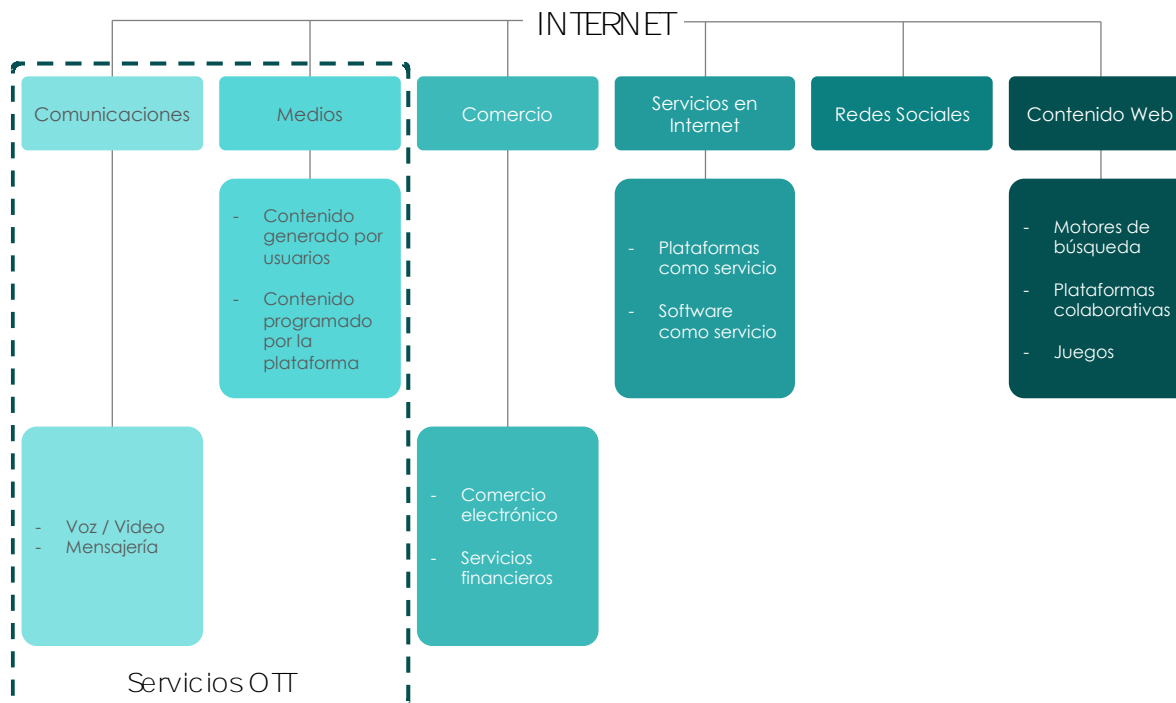 INTERNET
Comunicaciones
Medios
Comercio
Servicios en
Internet
Redes Sociales
Contenido Web
- Contenido
generado por
usuarios
- Contenido
programado
por la
plataforma
- Plataformas
como servicio
- Software
como servicio
- Motores de
búsqueda
- Plataformas
colaborativas
- Juegos
- Voz / Video
- Mensajería
- Comercio
electrónico
- Servicios
financieros
Servicios OTT